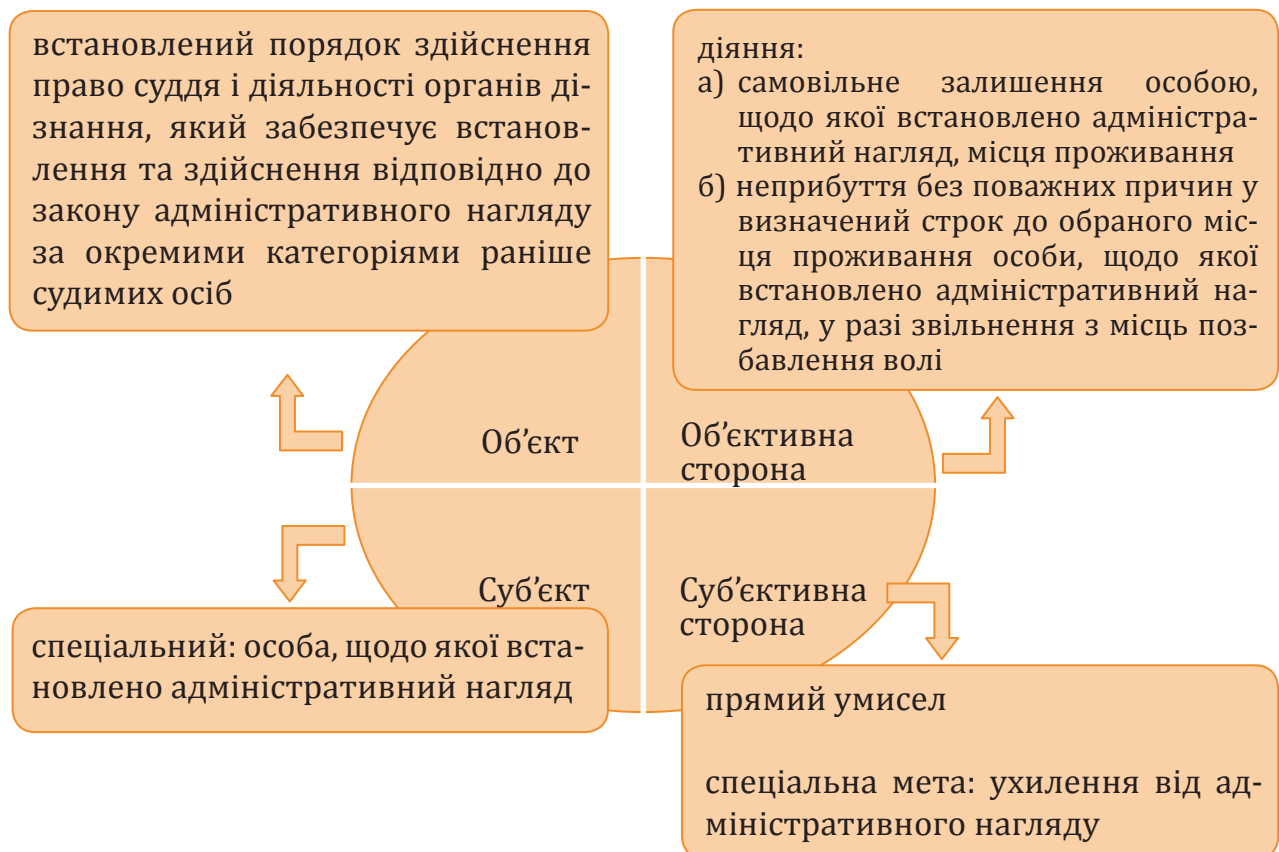 встановлений порядок здійснення
право суддя і діяльності органів ді-
знання, який забезпечує встанов-
лення та здійснення відповідно до
закону адміністративного нагляду
за окремими категоріями раніше
судимих осіб
діяння:
а) самовільне залишення особою,
щодо якої встановлено адміністра-
тивний нагляд, місця проживання
б) неприбуття без поважних причин у
визначений строк до обраного міс-
ця проживання особи, щодо якої
встановлено адміністративний на-
гляд, у разі звільнення з місць поз-
бавлення волі
Об’єкт
Об’єктивна
сторона
Суб’єкт
Суб’єктивна
сторона
спеціальний: особа, щодо якої вста-
новлено адміністративний нагляд
прямий умисел
спеціальна мета: ухилення від ад-
міністративного нагляду